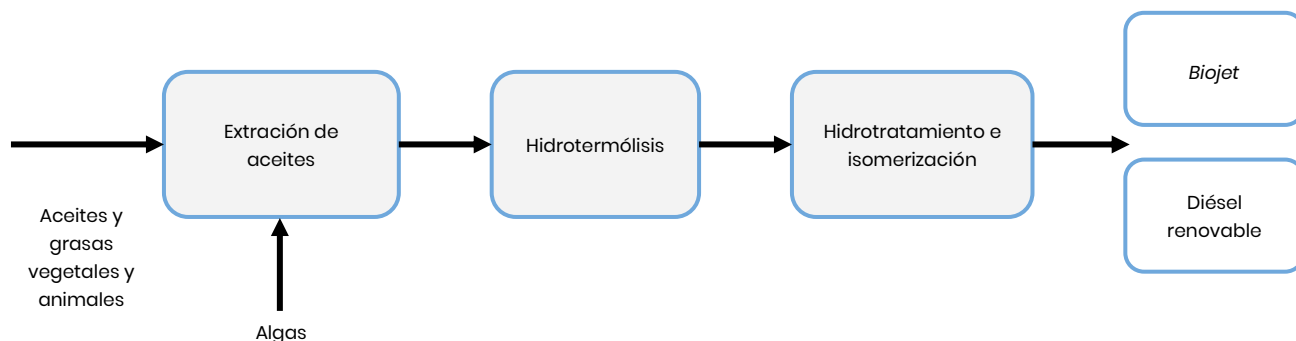 Aceites y
grasas
vegetales y
animales
Algas
Extración de
aceites
Hidrotermólisis
Hidrotratamiento e
isomerización
Biojet
Diésel
renovable